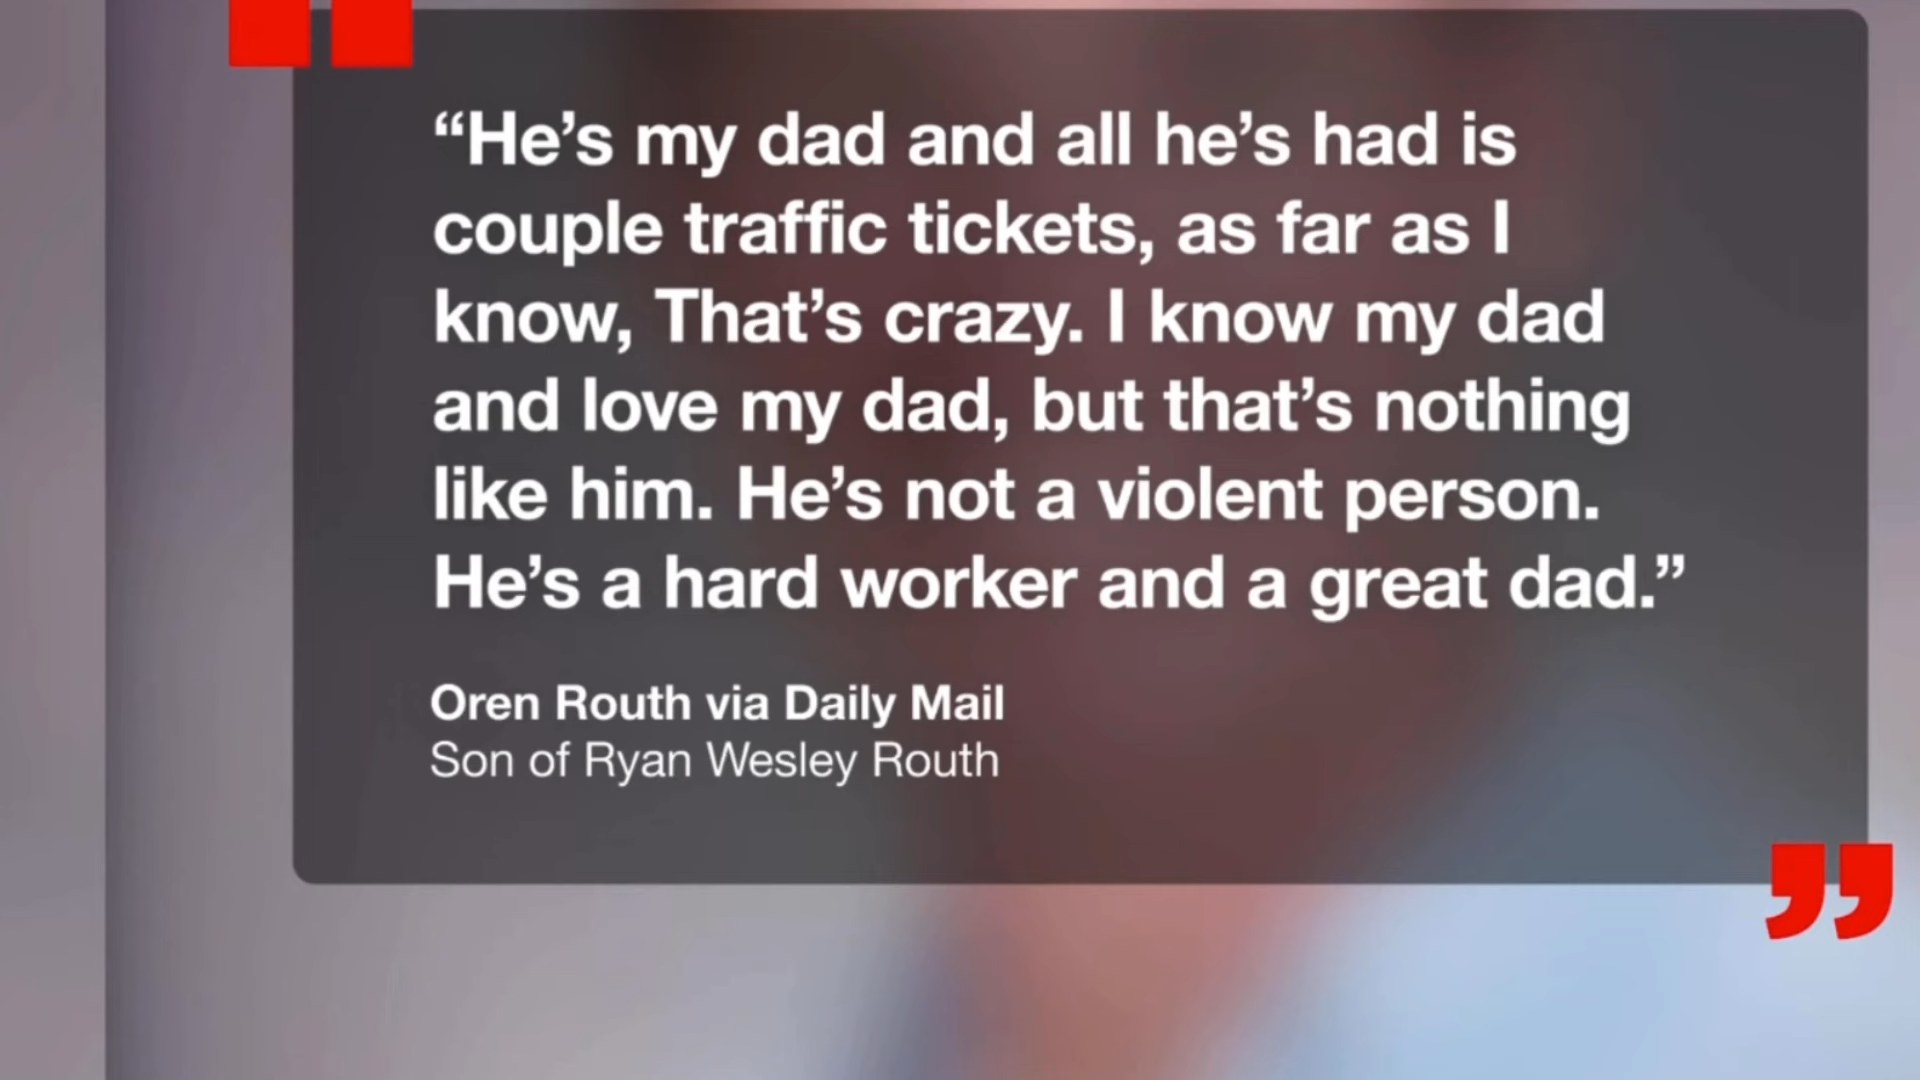 “He’s my dad and all he’s had is
couple traffic tickets, as far as I
know, That’s crazy. I know my dad
and love my dad, but that’s nothing
like him. He’s not a violent person.
He’s a hard worker and a great dad.”
Oren Routh via Daily Mail
Son of Ryan Wesley Routh